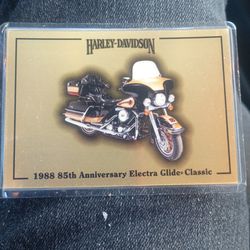 HARLEY-DAVIDSON
1988 85th Anniversary Electra Glide® Classic